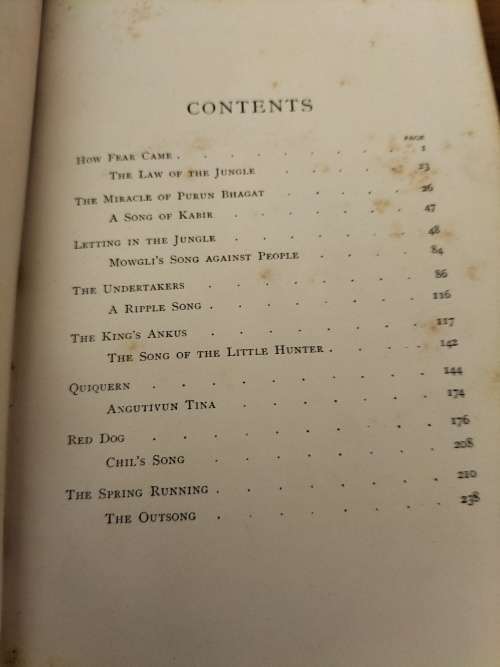 CONTENTS
PAGE
How Fear Came . . . . . . . . 1
The Law of the Jungle . . . . . 23
The Miracle of Purun Bhagat . . . . . 26
A Song of Kabir . . . . . . . 47
Letting in the Jungle . . . . . . . 48
Mowgli's Song against People . . . . 84
The Undertakers . . . . . . . . 86
A Ripple Song . . . . . . . . 116
The King's Ankus . . . . . . . . 117
The Song of the Little Hunter . . . . 142
Quiquern . . . . . . . . . . 144
Angutivun Tina . . . . . . . 174
Red Dog . . . . . . . . . . 176
Chil's Song . . . . . . . . 208
The Spring Running . . . . . . . . 210
The Outsong . . . . . . . . 238